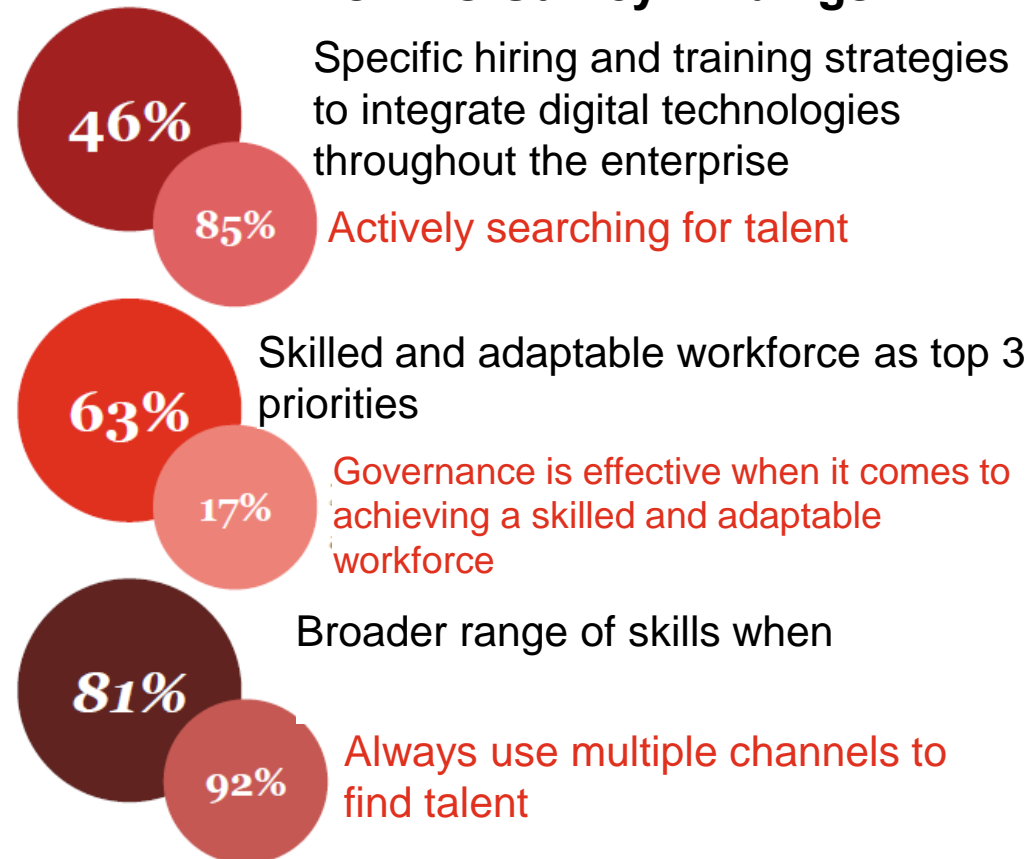 46%
Specific hiring and training strategies
to integrate digital technologies
throughout the enterprise
85%
Actively searching for talent
63%
Skilled and adaptable workforce as top 3
priorities
17%
Governance is effective when it comes to
achieving a skilled and adaptable
workforce
81%
Broader range of skills when
92%
Always use multiple channels to
find talent